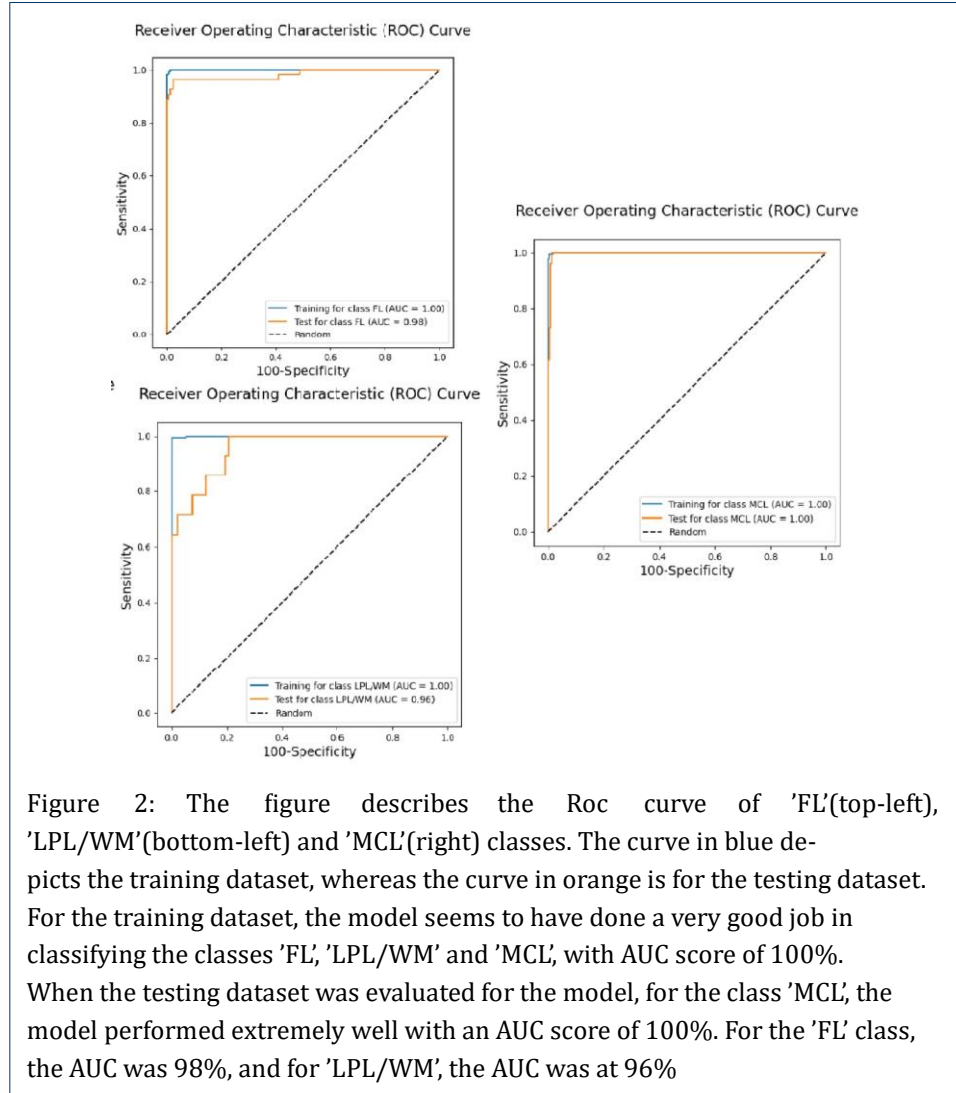 Receiver Operating Characteristic (ROC) Curve
1.0
0.8
0.6
0.4
0.2
0.0
Sensitivity
Training for class FL (AUC = 1.00)
Test for class FL (AUC = 0.98)
Random
0.0 0.2 0.4 0.6 0.8 1.0
100-Specificity
Receiver Operating Characteristic (ROC) Curve
1.0
0.8
0.6
0.4
0.2
0.0
Sensitivity
Training for class MCL (AUC = 1.00)
Test for class MCL (AUC = 1.00)
Random
0.0 0.2 0.4 0.6 0.8 1.0
100-Specificity
Receiver Operating Characteristic (ROC) Curve
1.0
0.8
0.6
0.4
0.2
0.0
Sensitivity
Training for class LPL/WM (AUC = 1.00)
Test for class LPL/WM (AUC = 0.96)
Random
0.0 0.2 0.4 0.6 0.8 1.0
100-Specificity
Figure 2: The figure describes the Roc curve of ’FL’(top-left),
’LPL/WM’(bottom-left) and ’MCL’(right) classes. The curve in blue de-
picts the training dataset, whereas the curve in orange is for the testing dataset.
For the training dataset, the model seems to have done a very good job in
classifying the classes ’FL’, ’LPL/WM’ and ’MCL’, with AUC score of 100%.
When the testing dataset was evaluated for the model, for the class ’MCL’, the
model performed extremely well with an AUC score of 100%. For the ’FL’ class,
the AUC was 98%, and for ’LPL/WM’, the AUC was at 96%